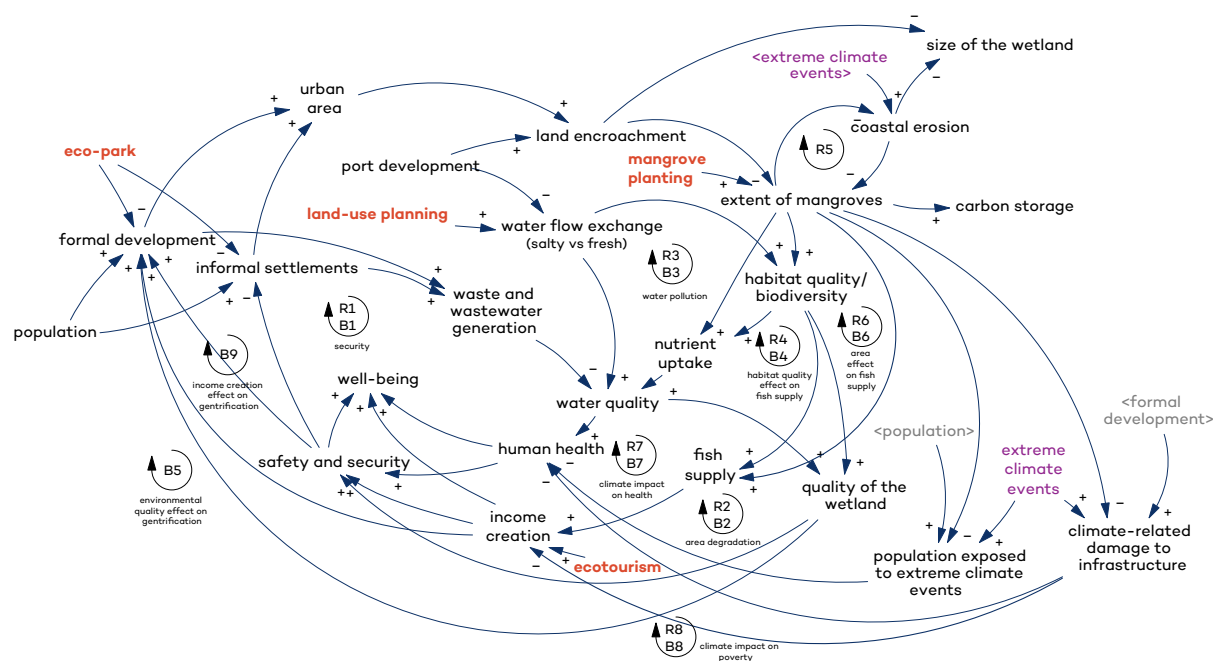 size of the wetland
<extreme climate
events>
urban
area
land encroachment
coastal erosion
R5
eco-park
port development
mangrove
planting
extent of mangroves
carbon storage
land-use planning
water flow exchange
(salty vs fresh)
formal development
informal settlements
R3
B3
water pollution
habitat quality/
biodiversity
waste and
wastewater
generation
R1
B1
security
population
nutrient
uptake
R4
B4
habitat quality
effect on
fish supply
R6
B6
area
effect
on fish
supply
B9
income creation
effect on
gentrification
well-being
water quality
<formal
development>
<population>
human health
R7
B7
climate impact
on health
fish
supply
extreme
climate
events
safety and security
B5
environmental
quality effect on
gentrification
quality of the
wetland
income
creation
R2
B2
area degradation
climate-related
damage to
infrastructure
population exposed
to extreme climate
events
ecotourism
R8
B8
climate impact on
poverty
− + − + + + + − + − − − + + − + − + − + + + + + + + + + − + − + + + − + + + + + − + + + + − + + + + + − + + − + + − +